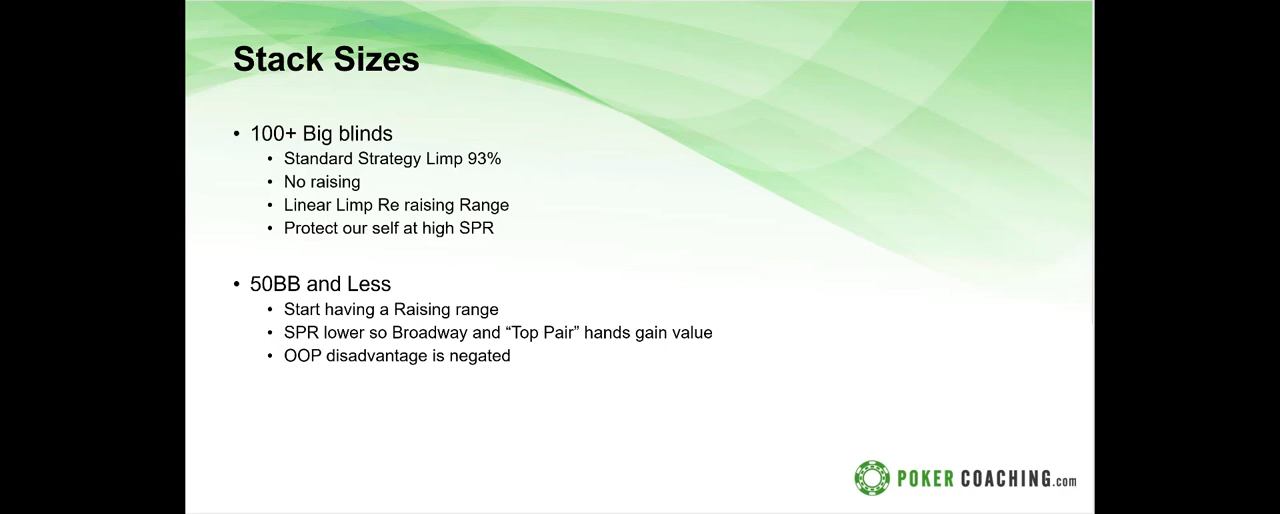 Stack Sizes
• 100+ Big blinds
• Standard Strategy Limp 93%
• No raising
• Linear Limp Re raising Range
• Protect our self at high SPR
• 50BB and Less
• Start having a Raising range
• SPR lower so Broadway and “Top Pair” hands gain value
• OOP disadvantage is negated
POKER COACHING.com